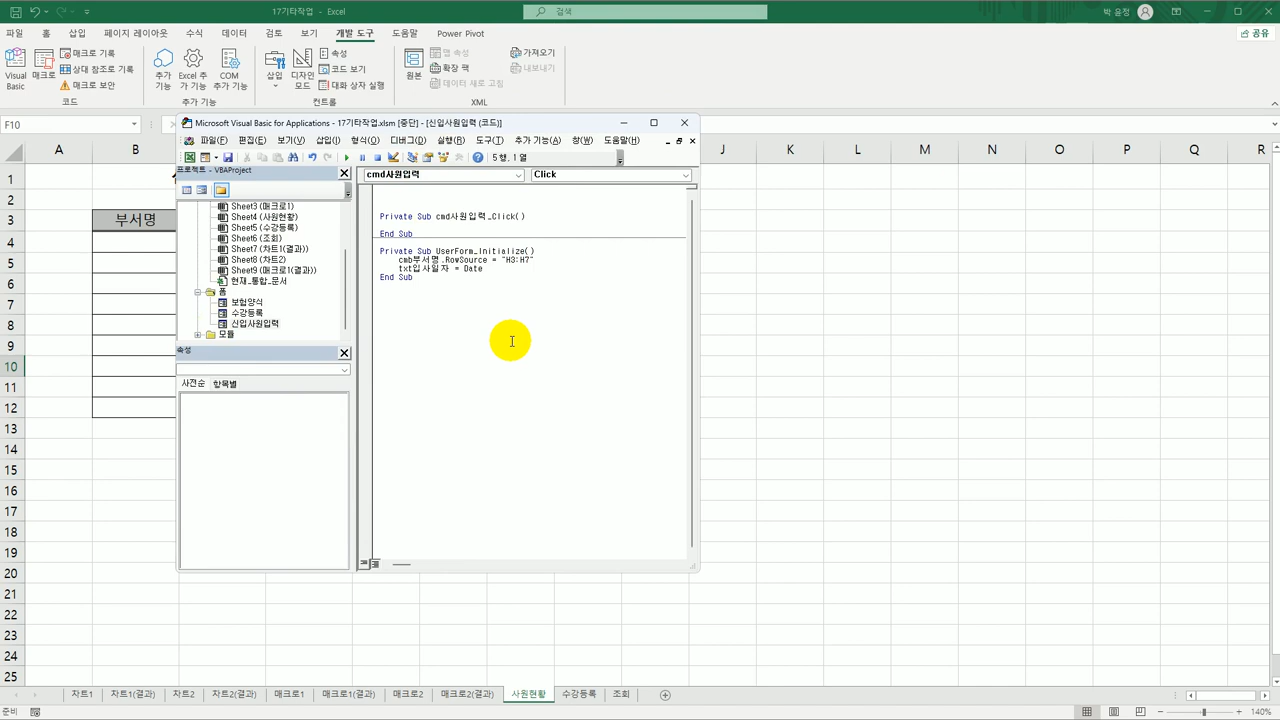 17기타작업 - Excel
검색
박 윤정
파일 홈 삽입 페이지 레이아웃 수식 데이터 검토 보기 개발 도구 도움말 Power Pivot
공유
Visual Basic
매크로
매크로 기록
상대 참조로 기록
매크로 보안
코드
추가 기능
Excel 추가 기능
COM 추가 기능
추가 기능
삽입
디자인 모드
속성
코드 보기
대화 상자 실행
컨트롤
원본
맵 속성
확장 팩
데이터 새로 고침
가져오기
내보내기
XML
F10
A B J K L M N O P Q R
1
2
3 부서명
4
5
6
7
8
9
10
11
12
13
14
15
16
17
18
19
20
21
22
23
24
25
Microsoft Visual Basic for Applications - 17기타작업.xlsm [중단] - [신입사원입력 (코드)]
파일(F) 편집(E) 보기(V) 삽입(I) 형식(O) 디버그(D) 실행(R) 도구(T) 추가 기능(A) 창(W) 도움말(H)
5 행, 1 열
프로젝트 - VBAProject
Sheet3 (매크로1)
Sheet4 (사원현황)
Sheet5 (수강등록)
Sheet6 (조회)
Sheet7 (차트1(결과))
Sheet8 (차트2)
Sheet9 (매크로1(결과))
현재_통합_문서
폼
보험양식
수강등록
신입사원입력
모듈
속성
사전순 항목별
cmd사원입력 Click
Private Sub cmd사원입력_Click()
End Sub
Private Sub UserForm_Initialize()
cmb부서명.RowSource = "H3:H7"
txt입사일자 = Date
End Sub
차트1 차트1(결과) 차트2 차트2(결과) 매크로1 매크로1(결과) 매크로2 매크로2(결과) 사원현황 수강등록 조회
준비
140%